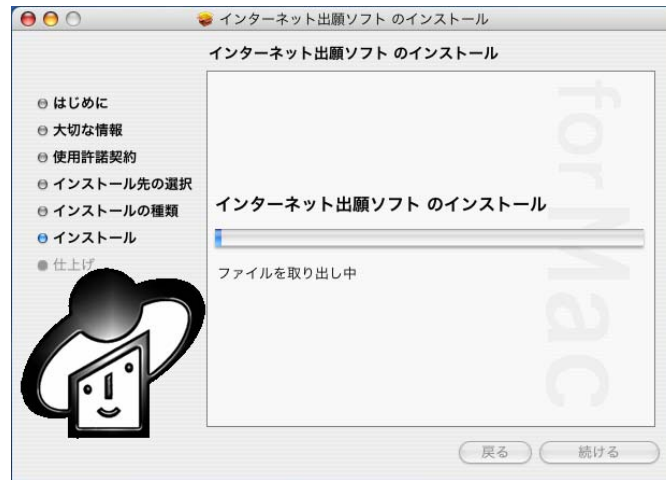 インターネット出願ソフト のインストール
インターネット出願ソフト のインストール
はじめに
大切な情報
使用許諾契約
インストール先の選択
インストールの種類
インストール
仕上げ
for Mac
インターネット出願ソフト のインストール
ファイルを取り出し中
戻る
続ける